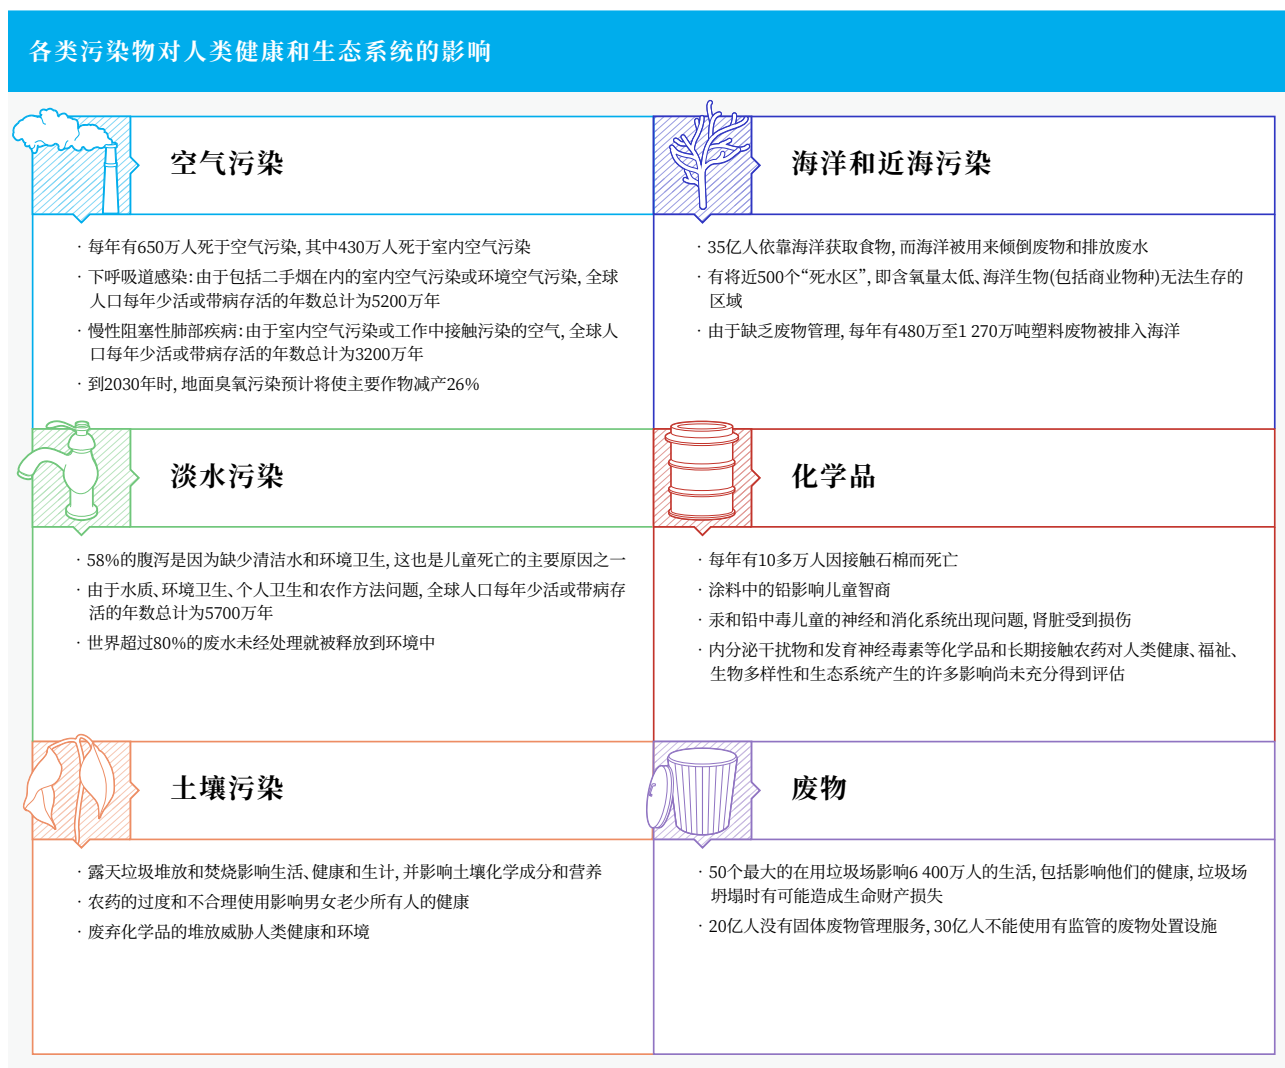 各类污染物对人类健康和生态系统的影响
空气污染
· 每年有650万人死于空气污染, 其中430万人死于室内空气污染
· 下呼吸道感染: 由于包括二手烟在内的室内空气污染或环境空气污染, 全球
人口每年少活或带病存活的年数总计为5200万年
· 慢性阻塞性肺部疾病: 由于室内空气污染或工作中接触污染的空气, 全球人
口每年少活或带病存活的年数总计为3200万年
· 到2030年时, 地面臭氧污染预计将使主要作物减产26%
海洋和近海污染
· 35亿人依靠海洋获取食物, 而海洋被用来倾倒废物和排放废水
· 有将近500个“死水区”, 即含氧量太低、海洋生物(包括商业物种)无法生存的
区域
· 由于缺乏废物管理, 每年有480万至1 270万吨塑料废物被排入海洋
淡水污染
· 58%的腹泻是因为缺少清洁水和环境卫生, 这也是儿童死亡的主要原因之一
· 由于水质、环境卫生、个人卫生和农作方法问题, 全球人口每年少活或带病存
活的年数总计为5700万年
· 世界超过80%的废水未经处理就被释放到环境中
化学品
· 每年有10多万人因接触石棉而死亡
· 涂料中的铅影响儿童智商
· 汞和铅中毒儿童的神经和消化系统出现问题, 肾脏受到损伤
· 内分泌干扰物和发育神经毒素等化学品和长期接触农药对人类健康、福祉、
生物多样性和生态系统产生的许多影响尚未充分得到评估
土壤污染
· 露天垃圾堆放和焚烧影响生活、健康和生计, 并影响土壤化学成分和营养
· 农药的过度和不合理使用影响男女老少所有人的健康
· 废弃化学品的堆放威胁人类健康和环境
废物
· 50个最大的在用垃圾场影响6 400万人的生活, 包括影响他们的健康, 垃圾场
坍塌时有可能造成生命财产损失
· 20亿人没有固体废物管理服务, 30亿人不能使用有监管的废物处置设施